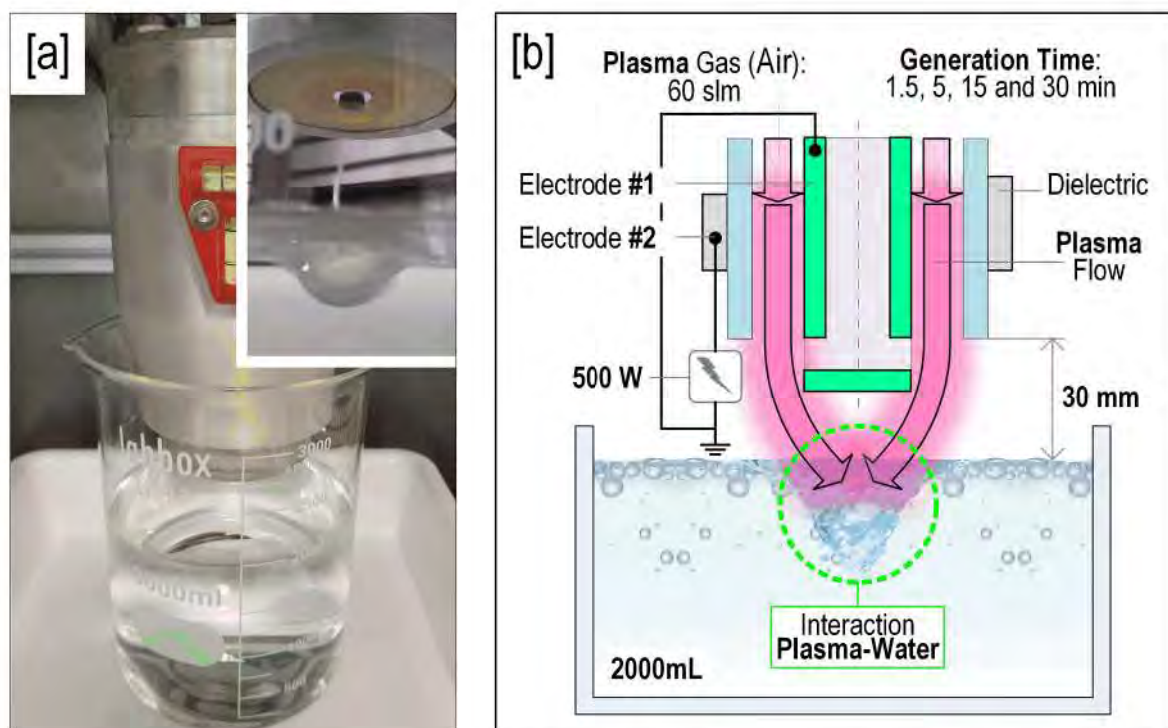 [a]
labbox
3000
[b]
Plasma Gas (Air):
60 slm
Generation Time:
1.5, 5, 15 and 30 min
Electrode #1
Electrode #2
Dielectric
Plasma
Flow
500 W
30 mm
Interaction
Plasma-Water
2000mL